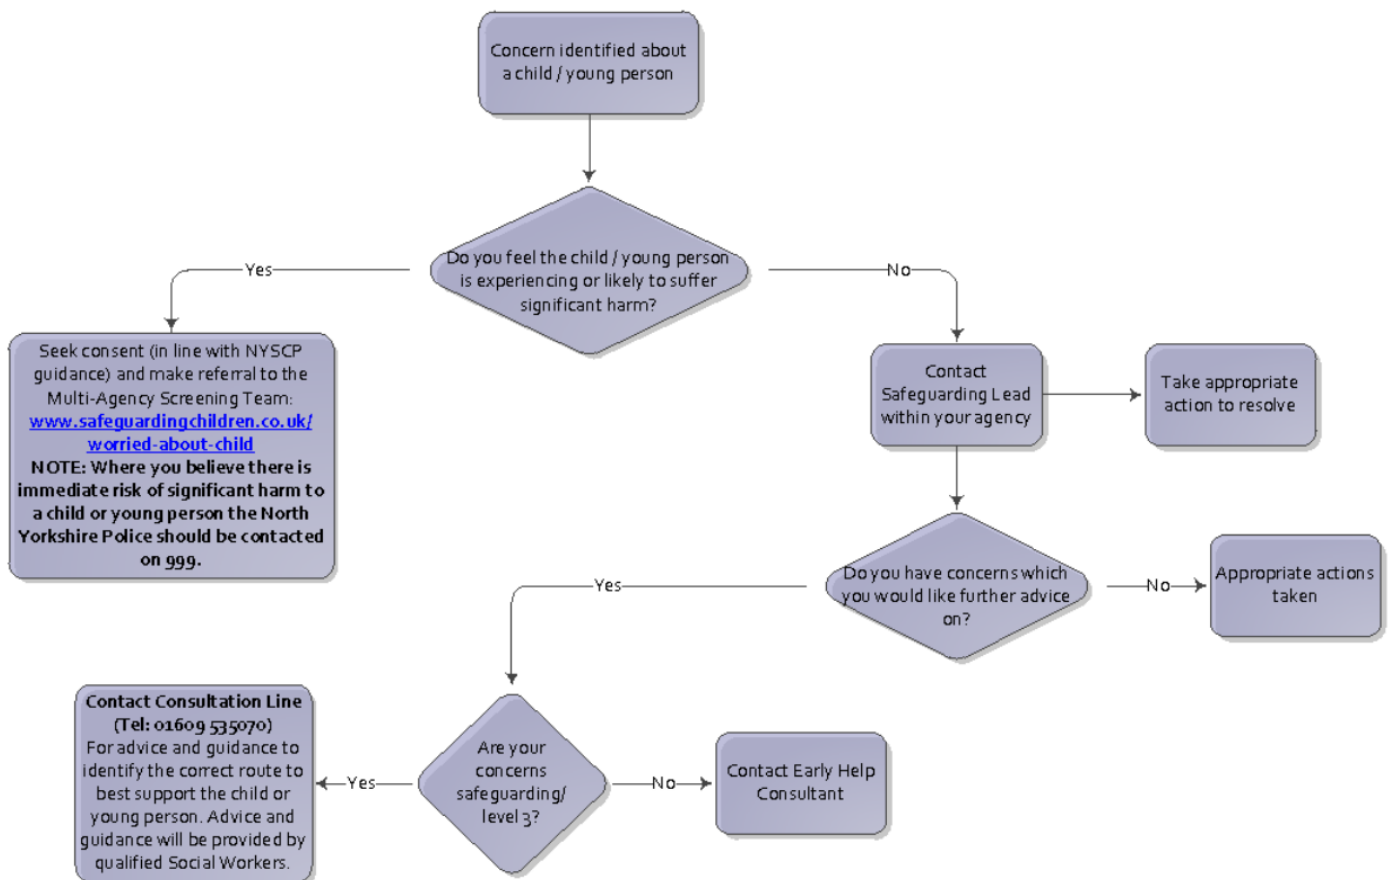 Concern identified about
a child / young person
Do you feel the child / young person
is experiencing or likely to suffer
significant harm?
Yes
No
Seek consent (in line with NYSCP
guidance) and make referral to the
Multi-Agency Screening Team:
www.safeguardingchildren.co.uk/
worried-about-child
NOTE: Where you believe there is
immediate risk of significant harm to
a child or young person the North
Yorkshire Police should be contacted
on 999.
Contact
Safeguarding Lead
within your agency
Take appropriate
action to resolve
Do you have concerns which
you would like further advice
on?
Yes
No
Appropriate actions
taken
Are your
concerns
safeguarding/
level 3?
Yes
No
Contact Consultation Line
(Tel: 01609 535070)
For advice and guidance to
identify the correct route to
best support the child or
young person. Advice and
guidance will be provided by
qualified Social Workers.
Contact Early Help
Consultant